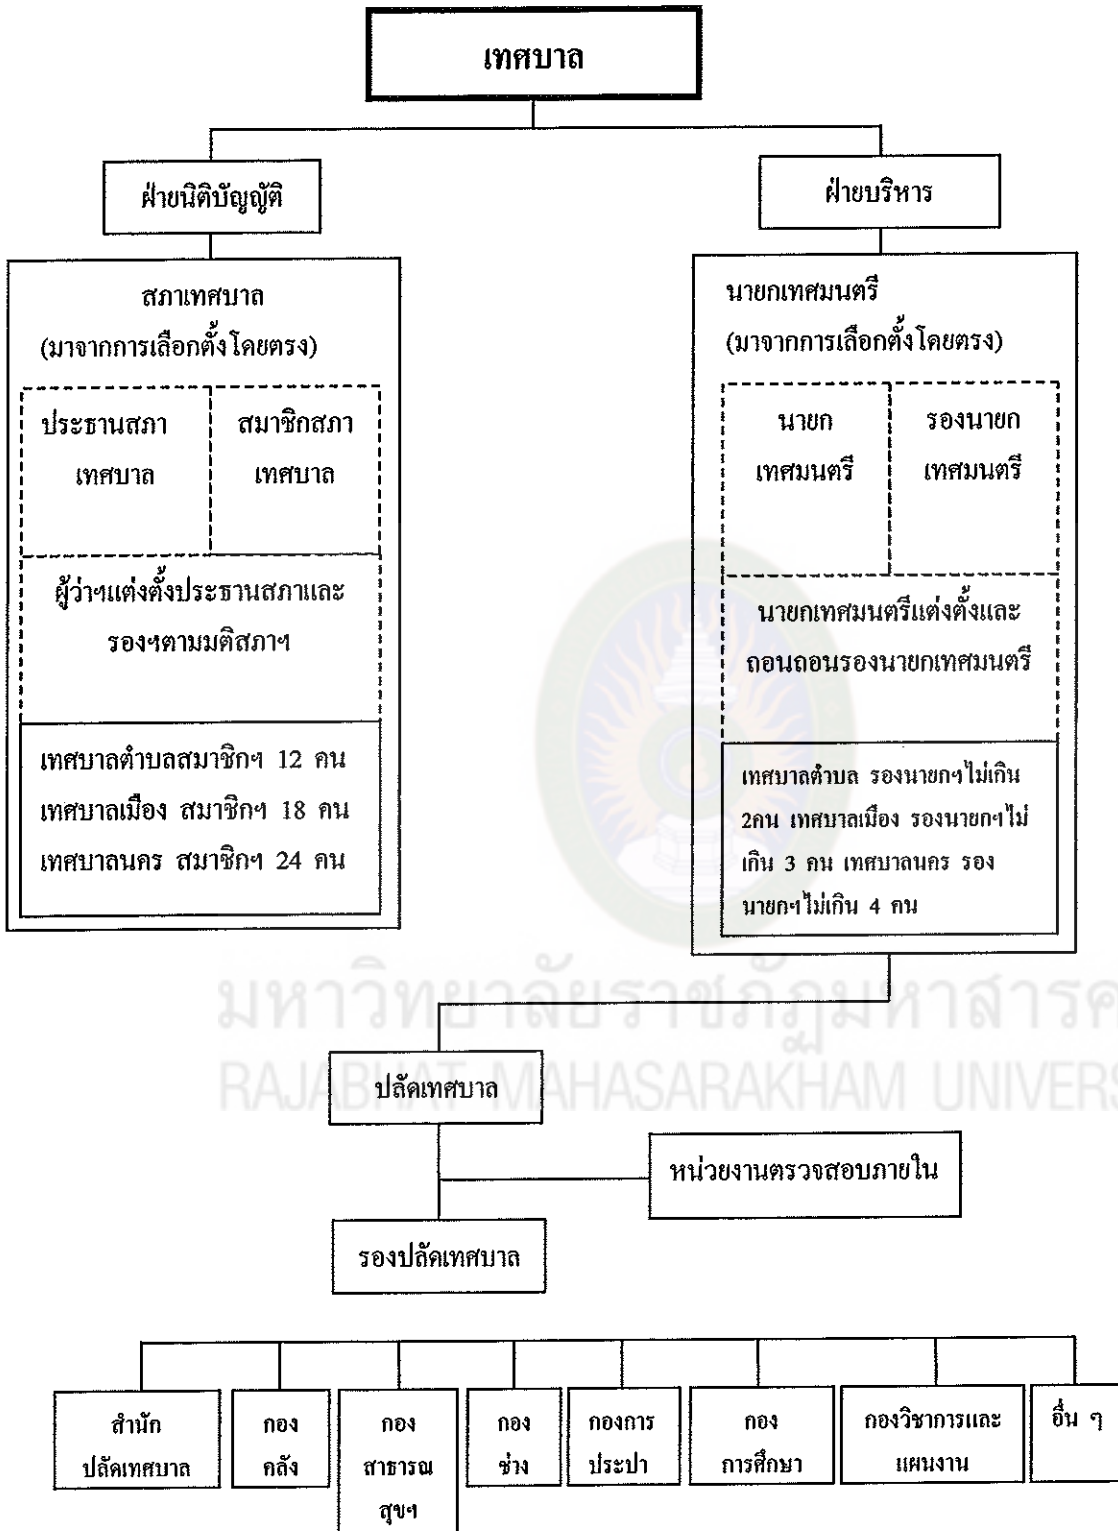 เทศบาล
ฝ่ายนิติบัญญัติ
ฝ่ายบริหาร
สภาเทศบาล
(มาจากการเลือกตั้งโดยตรง)
ประธานสภา
เทศบาล
สมาชิกสภา
เทศบาล
ผู้ว่าฯแต่งตั้งประธานสภาและ
รองฯตามมติสภาฯ
เทศบาลตำบลสมาชิกฯ 12 คน
เทศบาลเมือง สมาชิกฯ 18 คน
เทศบาลนคร สมาชิกฯ 24 คน
นายกเทศมนตรี
(มาจากการเลือกตั้งโดยตรง)
นายก
เทศมนตรี
รองนายก
เทศมนตรี
นายกเทศมนตรีแต่งตั้งและ
ถอนถอนรองนายกเทศมนตรี
เทศบาลตำบล รองนายกฯไม่เกิน
2คน เทศบาลเมือง รองนายกฯไม่
เกิน 3 คน เทศบาลนคร รอง
นายกฯไม่เกิน 4 คน
มหาวิทยาลัยราชภัฏมหาสารค
RAJABHAT MAHASARAKHAM UNIVERS
ปลัดเทศบาล
หน่วยงานตรวจสอบภายใน
รองปลัดเทศบาล
สำนัก
ปลัดเทศบาล
กอง
คลัง
กอง
สาธารณ
สุขฯ
กอง
ช่าง
กองการ
ประปา
กอง
การศึกษา
กองวิชาการและ
แผนงาน
อื่น ๆ